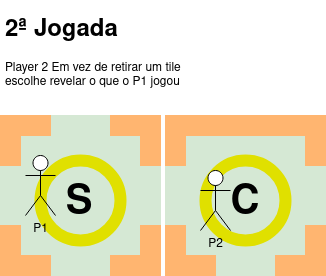 2ª Jogada
Player 2 Em vez de retirar um tile
escolhe revelar o que o P1 jogou
S
C
P1
P2